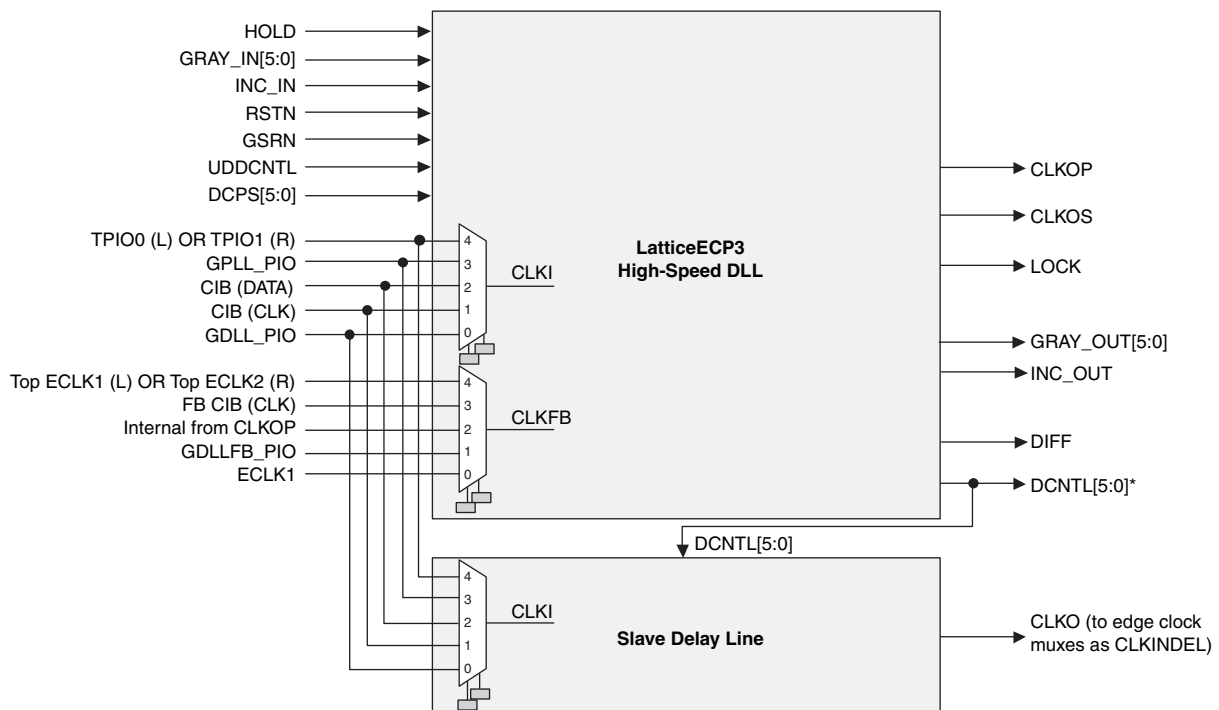 HOLD
GRAY_IN[5:0]
INC_IN
RSTN
GSRN
UDDCNTL
DCPS[5:0]
TPIO0 (L) OR TPIO1 (R)
GPLL_PIO
CIB (DATA)
CIB (CLK)
GDLL_PIO
4
3
2
1
0
CLKI
Top ECLK1 (L) OR Top ECLK2 (R)
FB CIB (CLK)
Internal from CLKOP
GDLLFB_PIO
ECLK1
4
3
2
1
0
CLKFB
LatticeECP3
High-Speed DLL
CLKOP
CLKOS
LOCK
GRAY_OUT[5:0]
INC_OUT
DIFF
DCNTL[5:0]*
DCNTL[5:0]
4
3
2
1
0
CLKI
Slave Delay Line
CLKO (to edge clock
muxes as CLKINDEL)